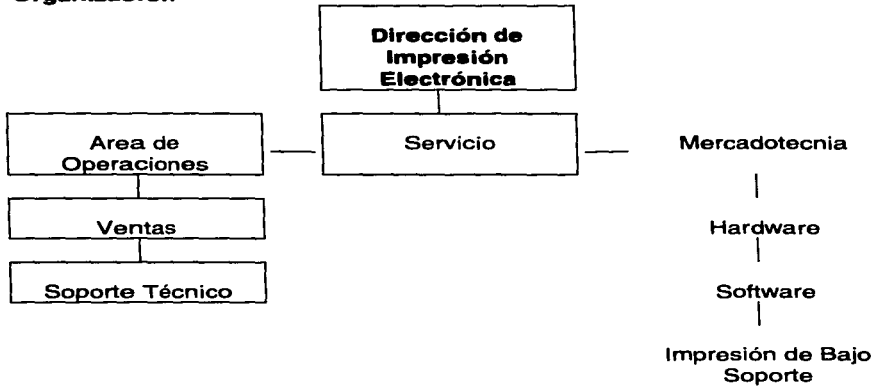 Organización
Dirección de
Impresión
Electrónica
Area de
Operaciones
Servicio
Mercadotecnia
Ventas
Hardware
Soporte Técnico
Software
Impresión de Bajo
Soporte